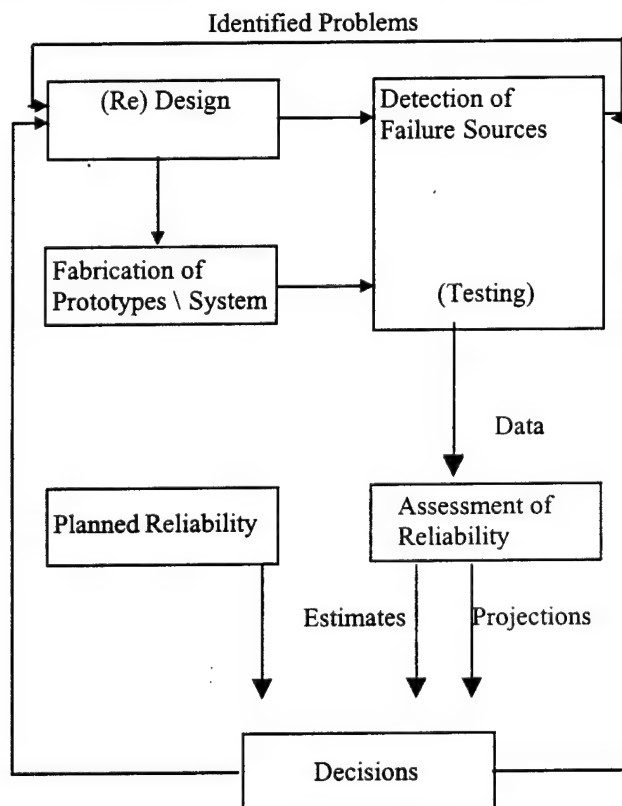 Identified Problems
(Re) Design
Detection of
Failure Sources
Fabrication of
Prototypes \ System
(Testing)
Data
Planned Reliability
Assessment of
Reliability
Estimates
Projections
Decisions